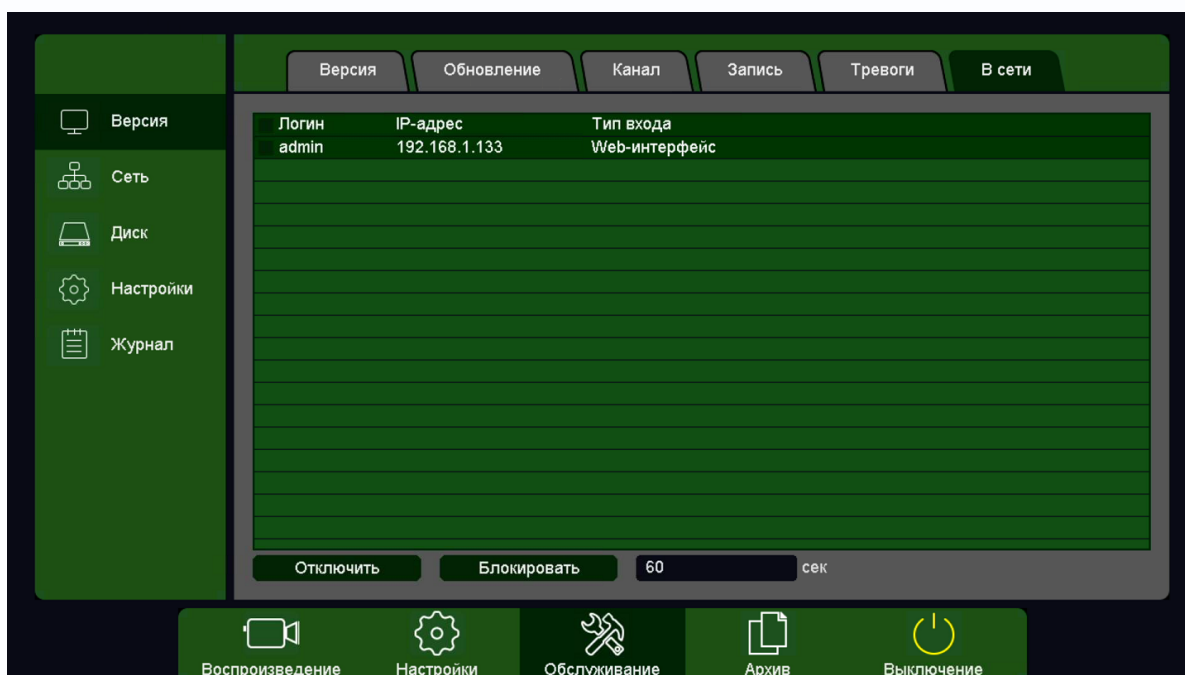 Версия Обновление Канал Запись Тревоги В сети
Версия
Сеть
Диск
Настройки
Журнал
Логин IP-адрес Тип входа
admin 192.168.1.133 Web-интерфейс
Отключить Блокировать 60 сек
Воспроизведение Настройки Обслуживание Архив Выключение